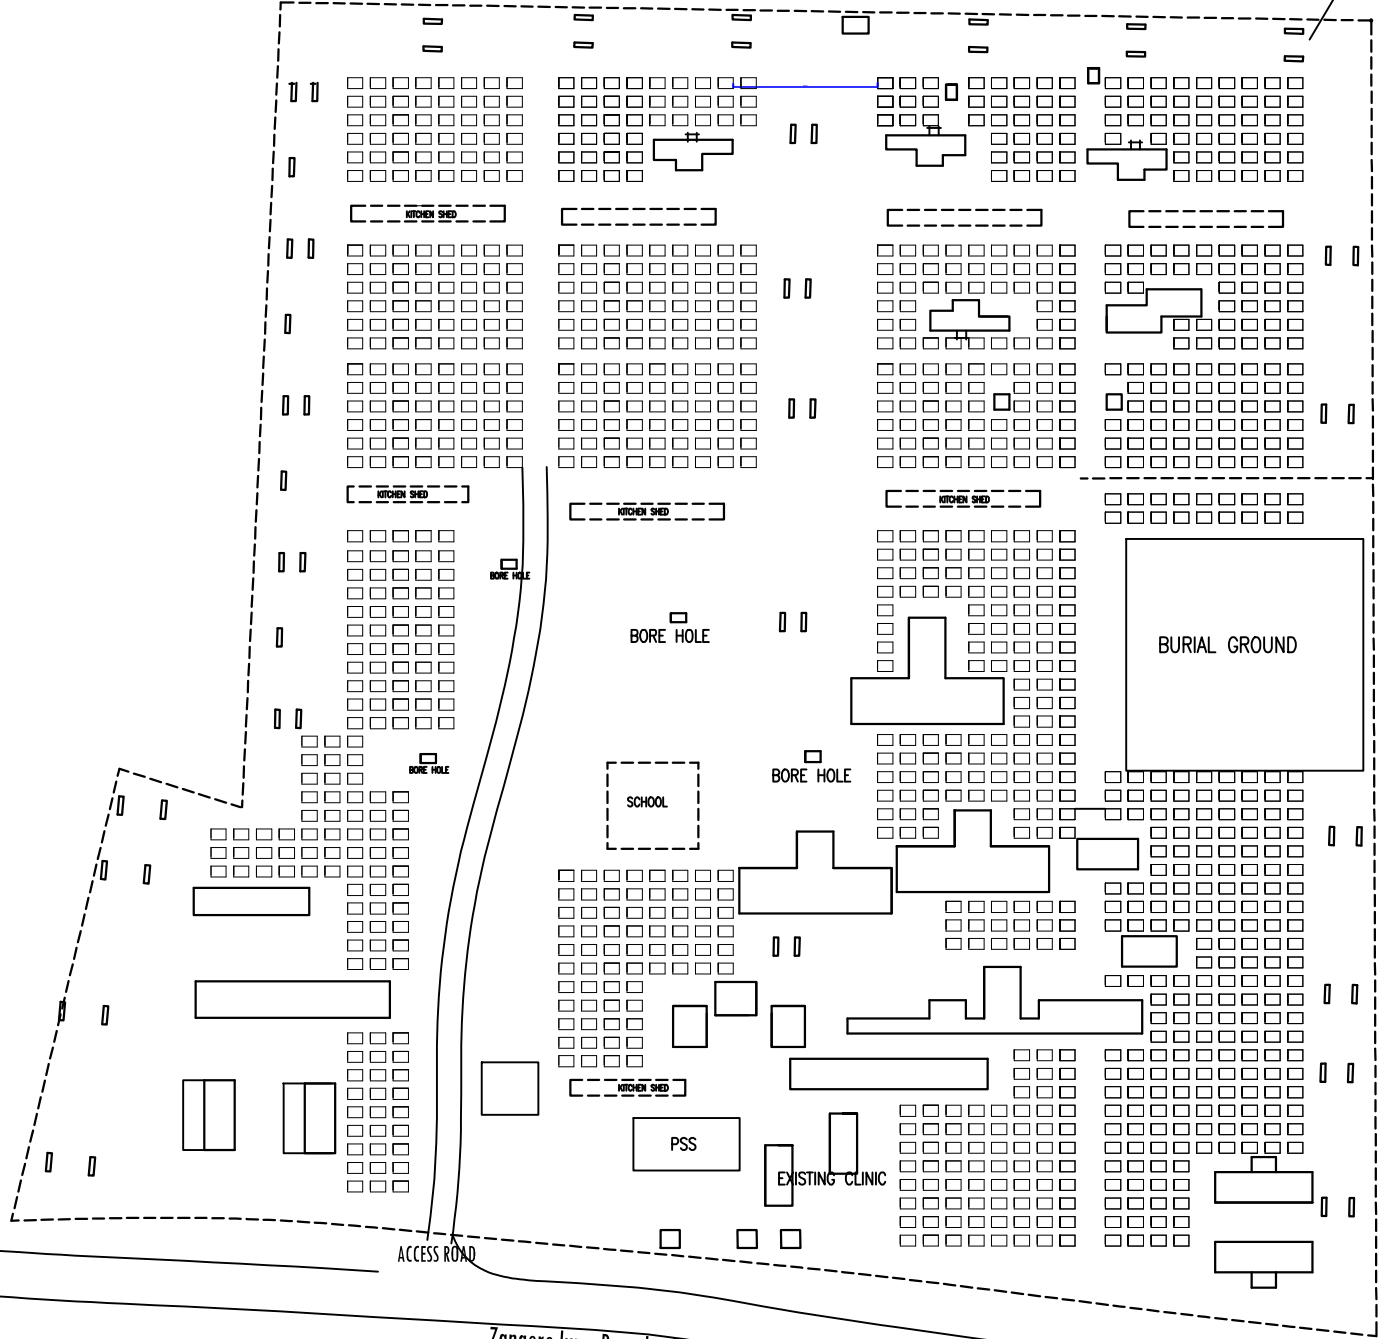 KITCHEN SHED
KITCHEN SHED
KITCHEN SHED
KITCHEN SHED
BORE HOLE
BORE HOLE
BURIAL GROUND
BORE HOLE
BORE HOLE
SCHOOL
KITCHEN SHED
PSS
EXISTING CLINIC
ACCESS ROAD